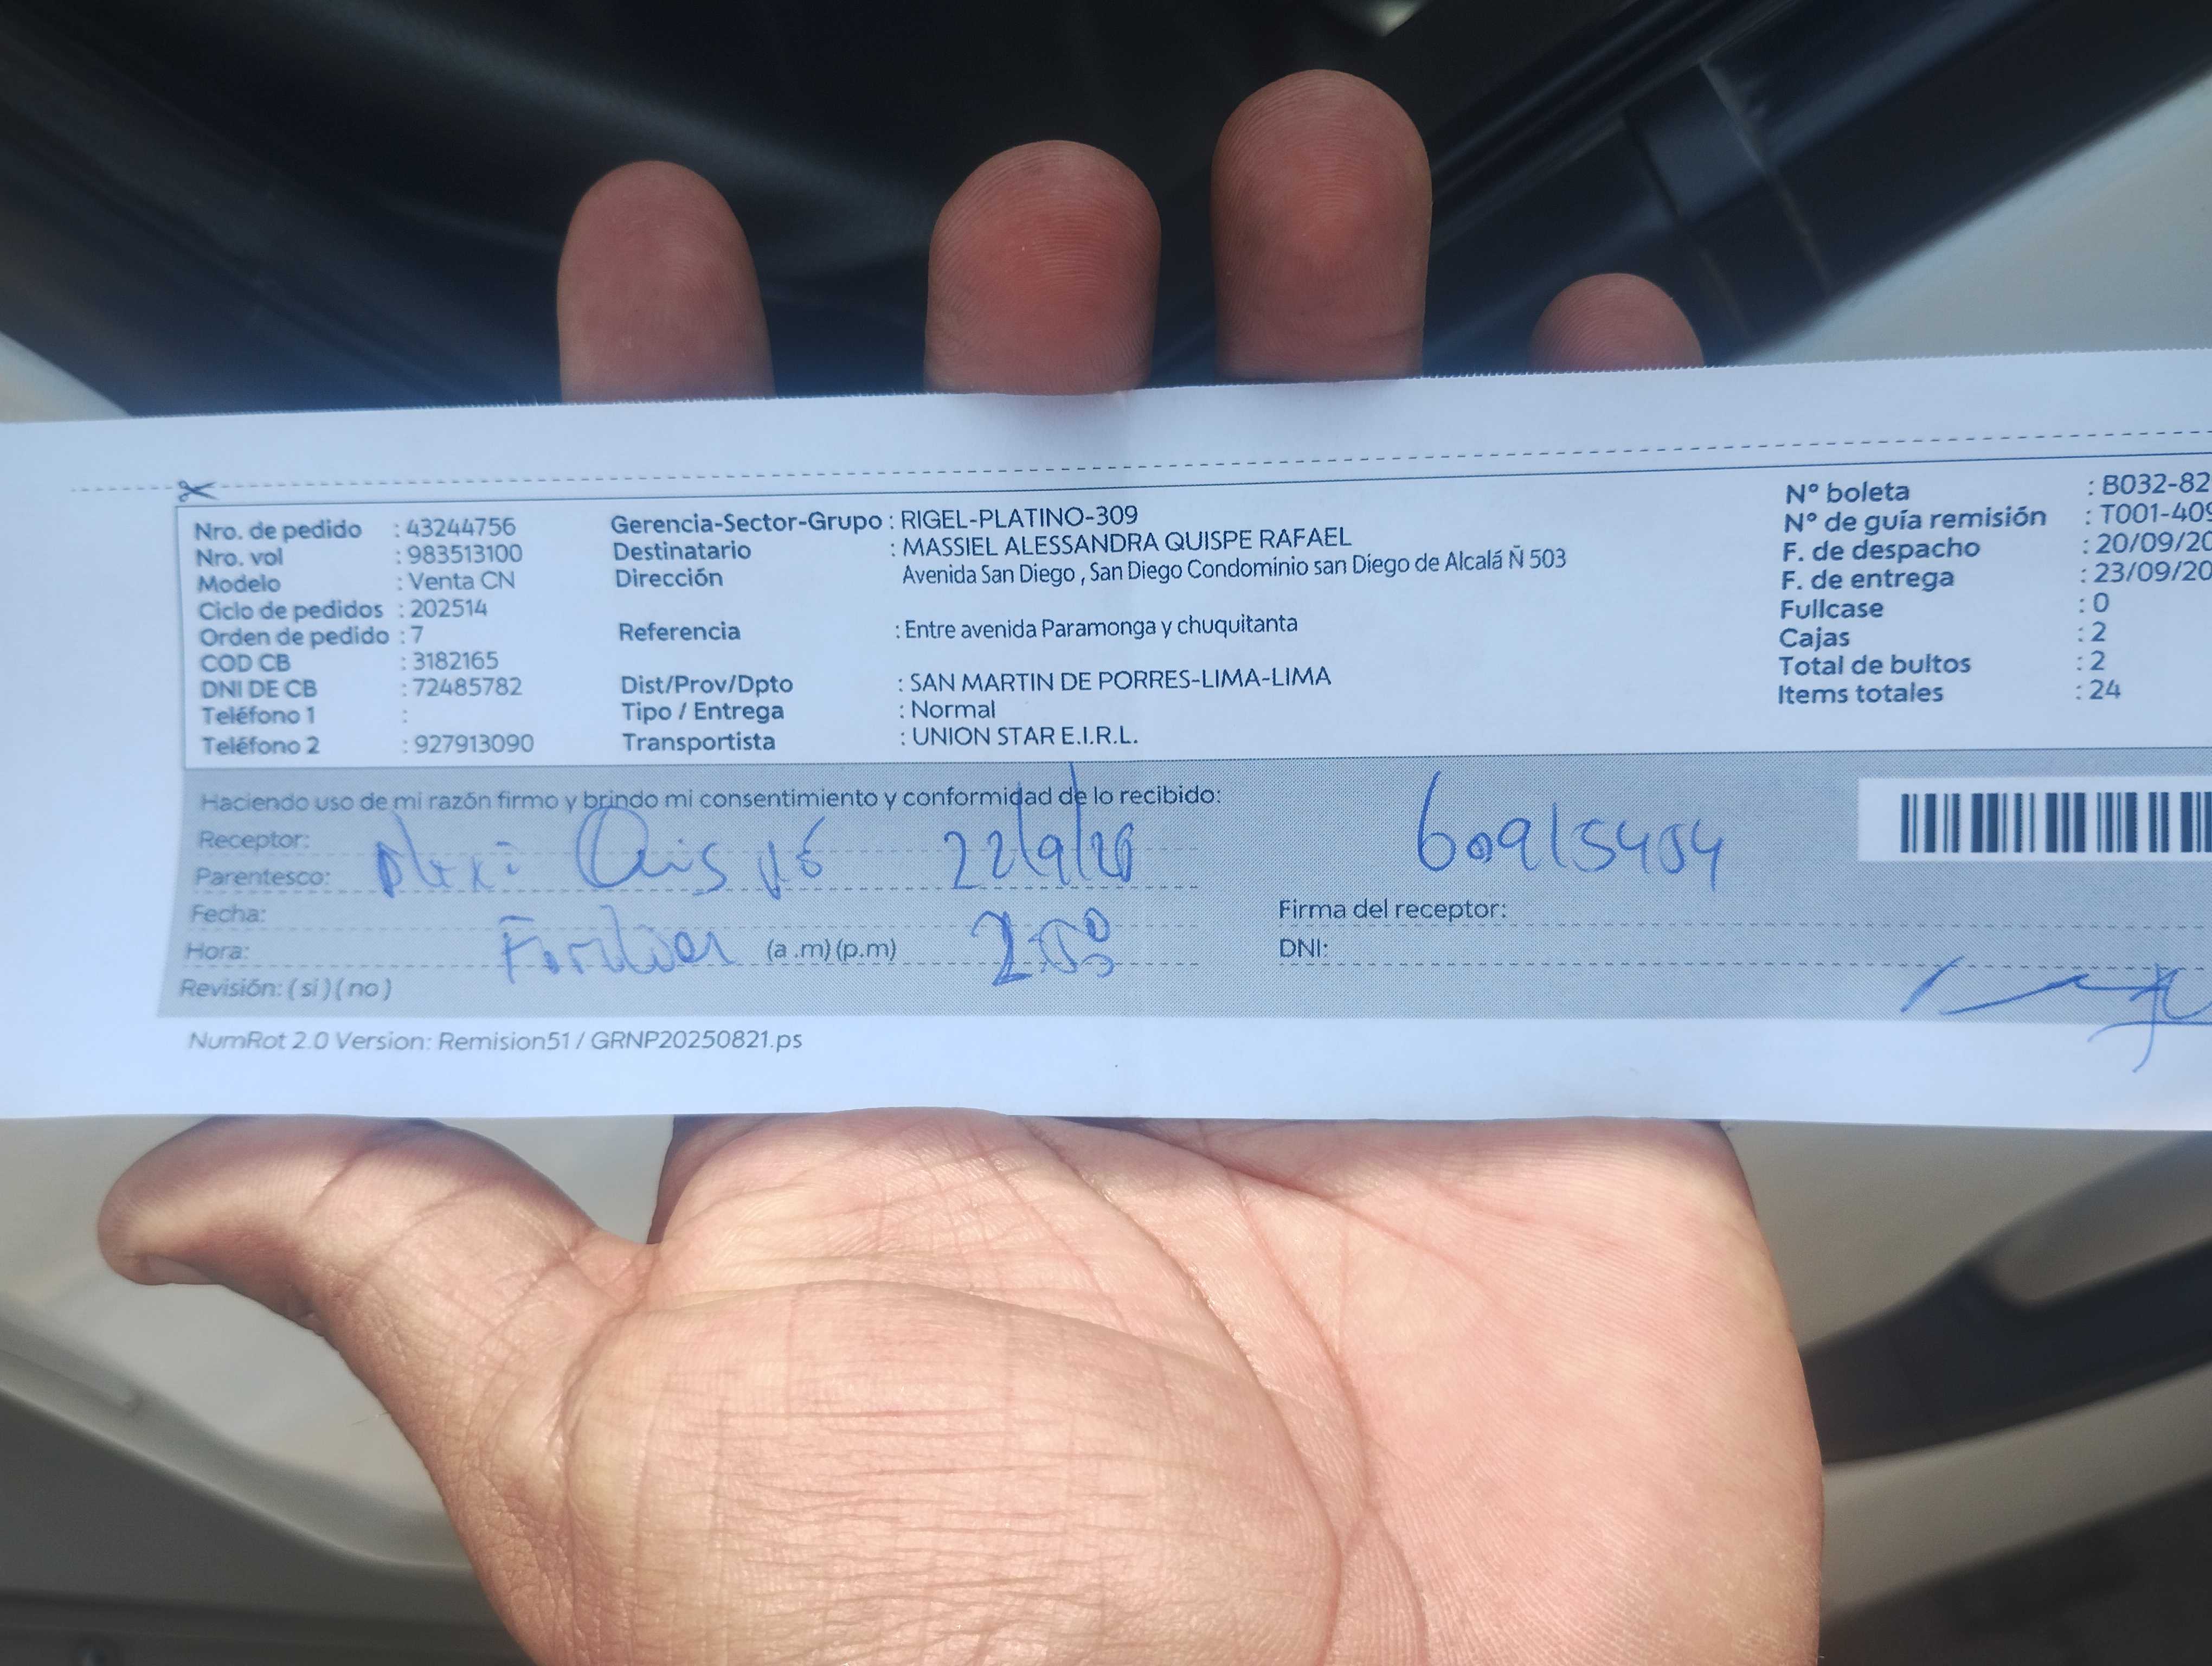 Nro. de pedido : 43244756
Nro. vol : 983513100
Modelo : Venta CN
Ciclo de pedidos : 202514
Orden de pedido : 7
COD CB : 3182165
DNI DE CB : 72485782
Teléfono 1 :
Teléfono 2 : 927913090
Gerencia-Sector-Grupo : RIGEL-PLATINO-309
Destinatario : MASSIEL ALESSANDRA QUISPE RAFAEL
Dirección Avenida San Diego , San Diego Condominio san Diego de Alcalá Ñ 503
Referencia : Entre avenida Paramonga y chuquitanta
Dist/Prov/Dpto : SAN MARTIN DE PORRES-LIMA-LIMA
Tipo / Entrega : Normal
Transportista : UNION STAR E.I.R.L.
N° boleta : B032-82
N° de guía remisión : T001-409
F. de despacho : 20/09/20
F. de entrega : 23/09/20
Fullcase : 0
Cajas : 2
Total de bultos : 2
Items totales : 24
Haciendo uso de mi razón firmo y brindo mi consentimiento y conformidad de lo recibido:
Receptor:
Parentesco:
22/9/
60915454
Fecha:
Hora: (a .m) (p.m)
Revisión: ( si ) ( no )
Firma del receptor:
DNI:
NumRot 2.0 Version: Remision51 / GRNP20250821.ps